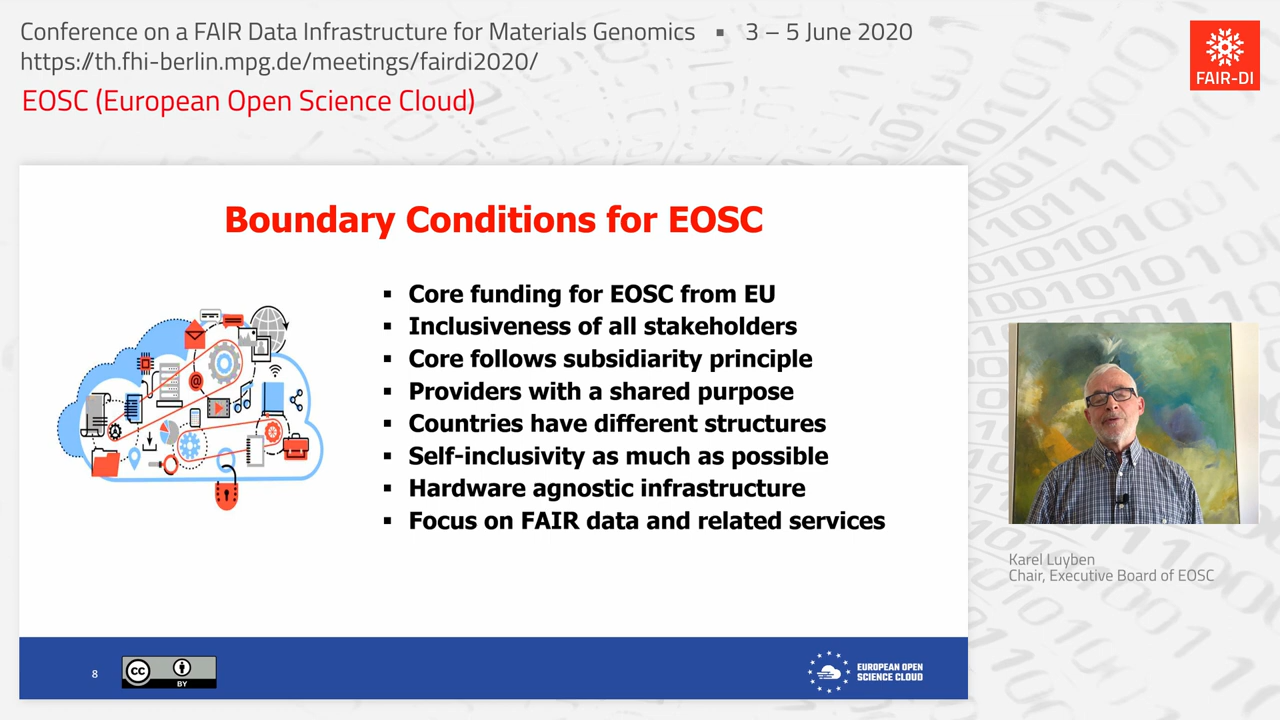 Conference on a FAIR Data Infrastructure for Materials Genomics ▪ 3 – 5 June 2020
https://th.fhi-berlin.mpg.de/meetings/fairdi2020/
EOSC (European Open Science Cloud)
FAIR-DI
Boundary Conditions for EOSC
▪ Core funding for EOSC from EU
▪ Inclusiveness of all stakeholders
▪ Core follows subsidiarity principle
▪ Providers with a shared purpose
▪ Countries have different structures
▪ Self-inclusivity as much as possible
▪ Hardware agnostic infrastructure
▪ Focus on FAIR data and related services
Karel Luyben
Chair, Executive Board of EOSC
8
CC
BY
EUROPEAN OPEN
SCIENCE CLOUD